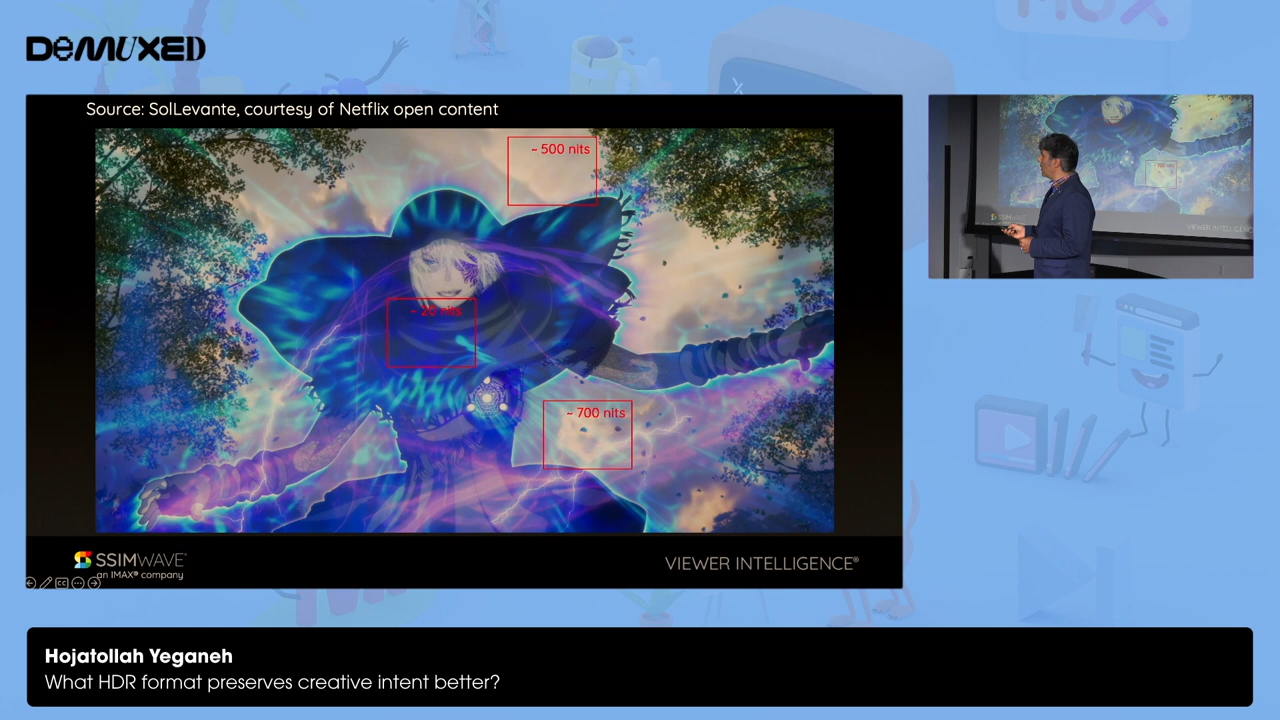 DEMUXED
Source: SolLevante, courtesy of Netflix open content
~ 500 nits
~ 20 nits
~ 700 nits
SSIMWAVE
an IMAX® company
VIEWER INTELLIGENCE®
Hojatollah Yeganeh
What HDR format preserves creative intent better?